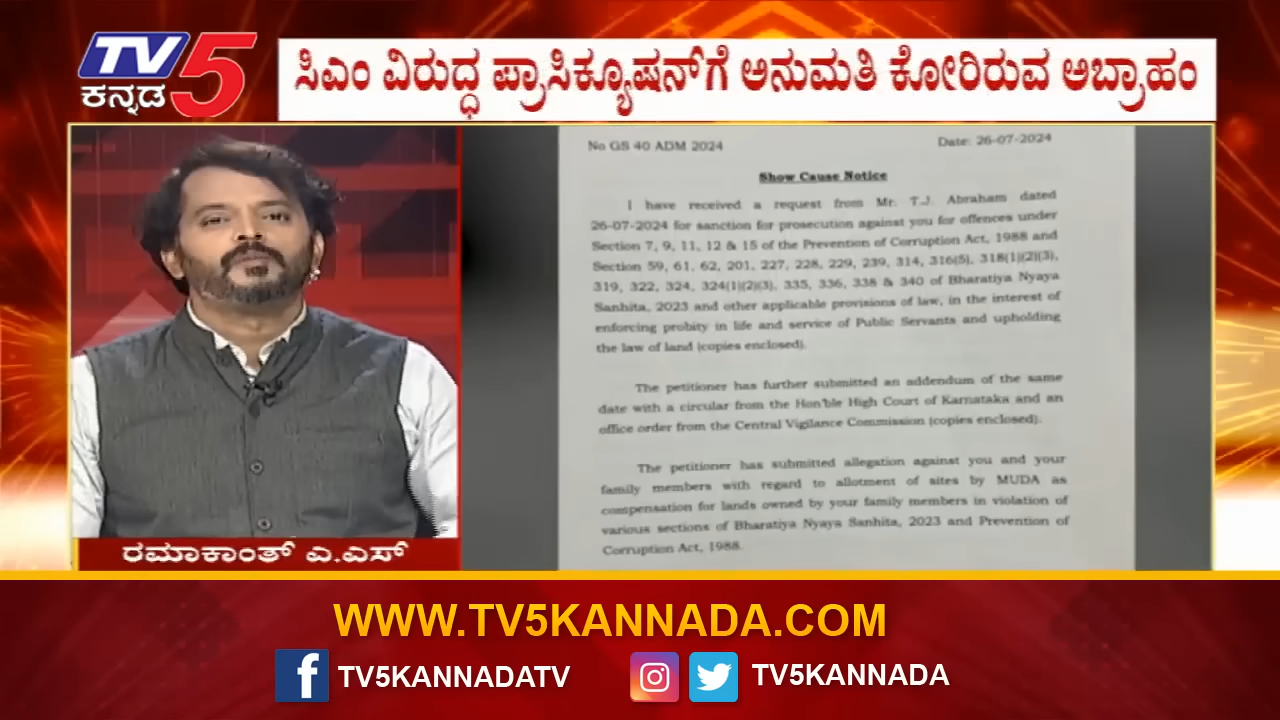 TV5
ಕನ್ನಡ
ಸಿಎಂ ವಿರುದ್ಧ ಪ್ರಾಸಿಕ್ಯೂಷನ್‌ಗೆ ಅನುಮತಿ ಕೋರಿರುವ ಅಬ್ರಾಹಂ
No GS 40 ADM 2024 Date: 26-07-2024
Show Cause Notice
I have received a request from Mr. T.J. Abraham dated
26-07-2024 for sanction for prosecution against you for offences under
Section 7, 9, 11, 12 & 15 of the Prevention of Corruption Act, 1988 and
Section 59, 61, 62, 201, 227, 228, 229, 239, 314, 316(5), 318(1)(2)(3),
319, 322, 324, 324(1)(2)(3), 335, 336, 338 & 340 of Bharatiya Nyaya
Sanhita, 2023 and other applicable provisions of law, in the interest of
enforcing probity in life and service of Public Servants and upholding
the law of land (copies enclosed).
The petitioner has further submitted an addendum of the same
date with a circular from the Hon'ble High Court of Karnataka and an
office order from the Central Vigilance Commission (copies enclosed).
The petitioner has submitted allegation against you and your
family members with regard to allotment of sites by MUDA as
compensation for lands owned by your family members in violation of
various sections of Bharatiya Nyaya Sanhita, 2023 and Prevention of
Corruption Act, 1988.
ರಮಾಕಾಂತ್ ಎ.ಎಸ್
WWW.TV5KANNADA.COM
f TV5KANNADATV TV5KANNADA